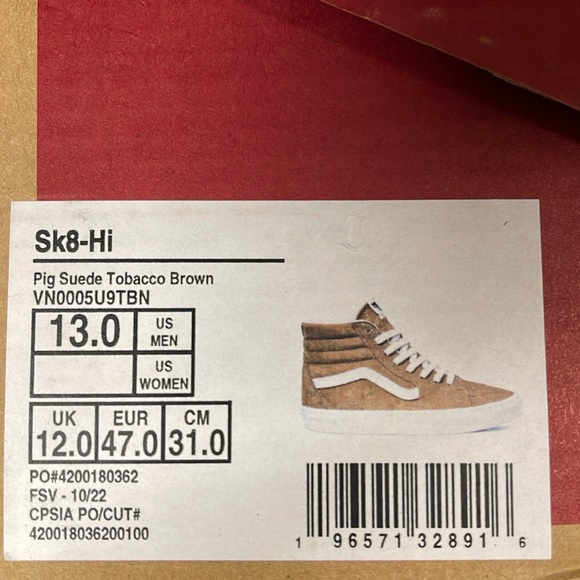 Sk8-Hi
Pig Suede Tobacco Brown
VN0005U9TBN
13.0 US MEN
US WOMEN
UK EUR CM
12.0 47.0 31.0
PO#4200180362
FSV - 10/22
CPSIA PO/CUT#
420018036200100
1 96571 32891 6